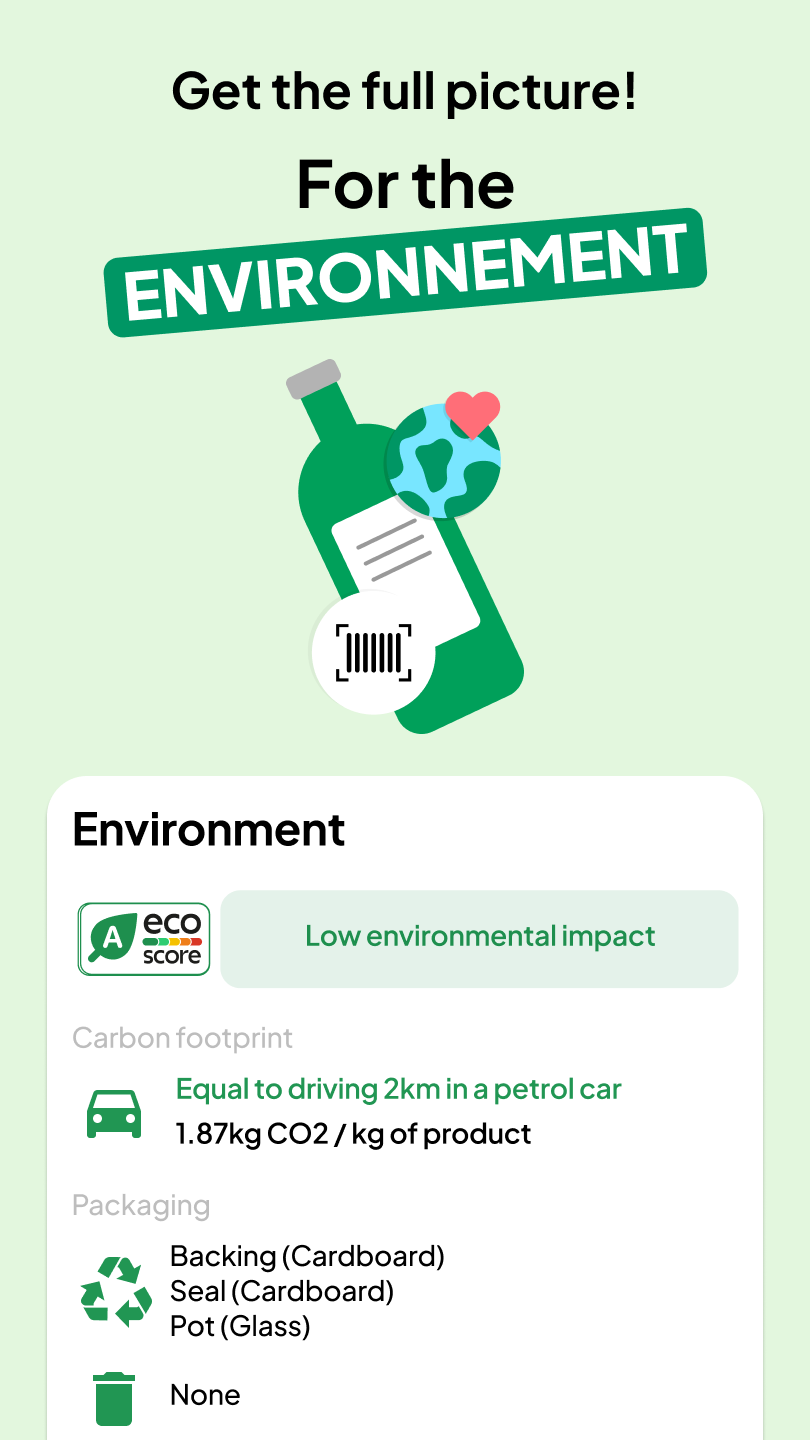 Get the full picture!
For the
ENVIRONNEMENT
Environment
A
eco
score
Low environmental impact
Carbon footprint
Equal to driving 2km in a petrol car
1.87kg CO2 / kg of product
Packaging
Backing (Cardboard)
Seal (Cardboard)
Pot (Glass)
None